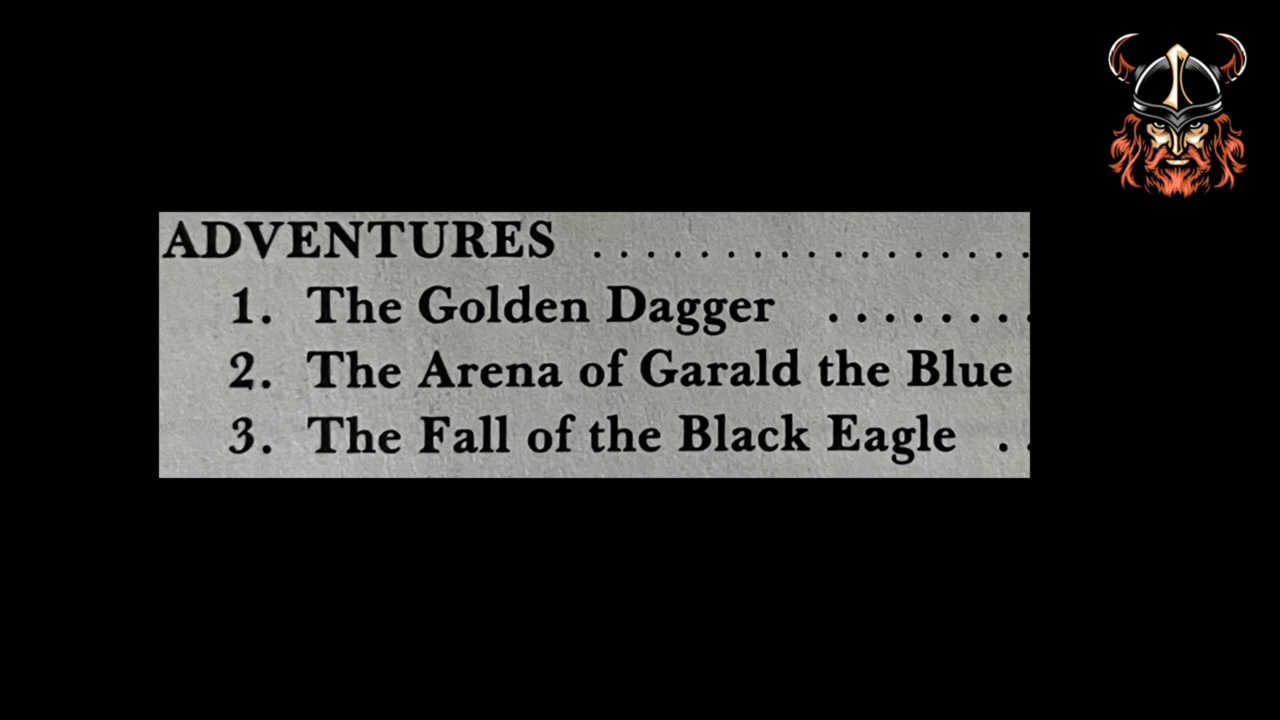 ADVENTURES . . . . . . . . . . . . . . . . .
1. The Golden Dagger . . . . . . . .
2. The Arena of Garald the Blue
3. The Fall of the Black Eagle . .